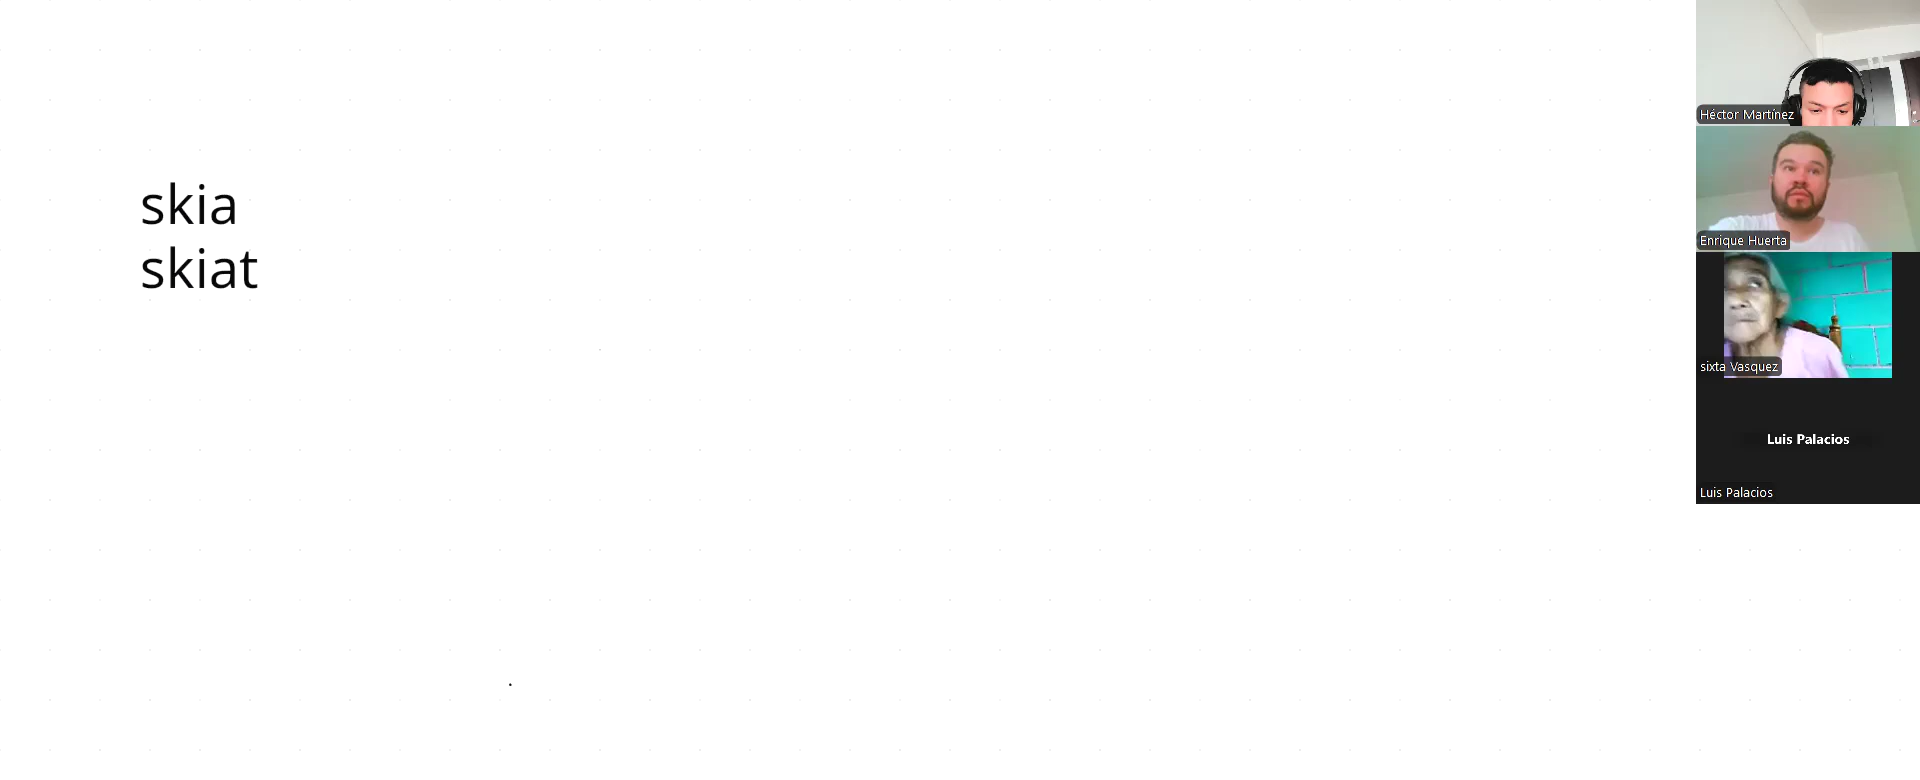 skia
skiat
Héctor Martínez
Enrique Huerta
sixta Vasquez
Luis Palacios
Luis Palacios